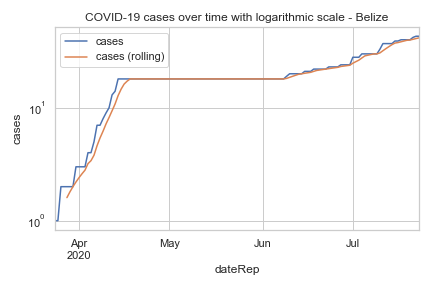 COVID-19 cases over time with logarithmic scale - Belize
cases
cases (rolling)
10¹
10⁰
cases
Apr
2020
May
Jun
Jul
dateRep